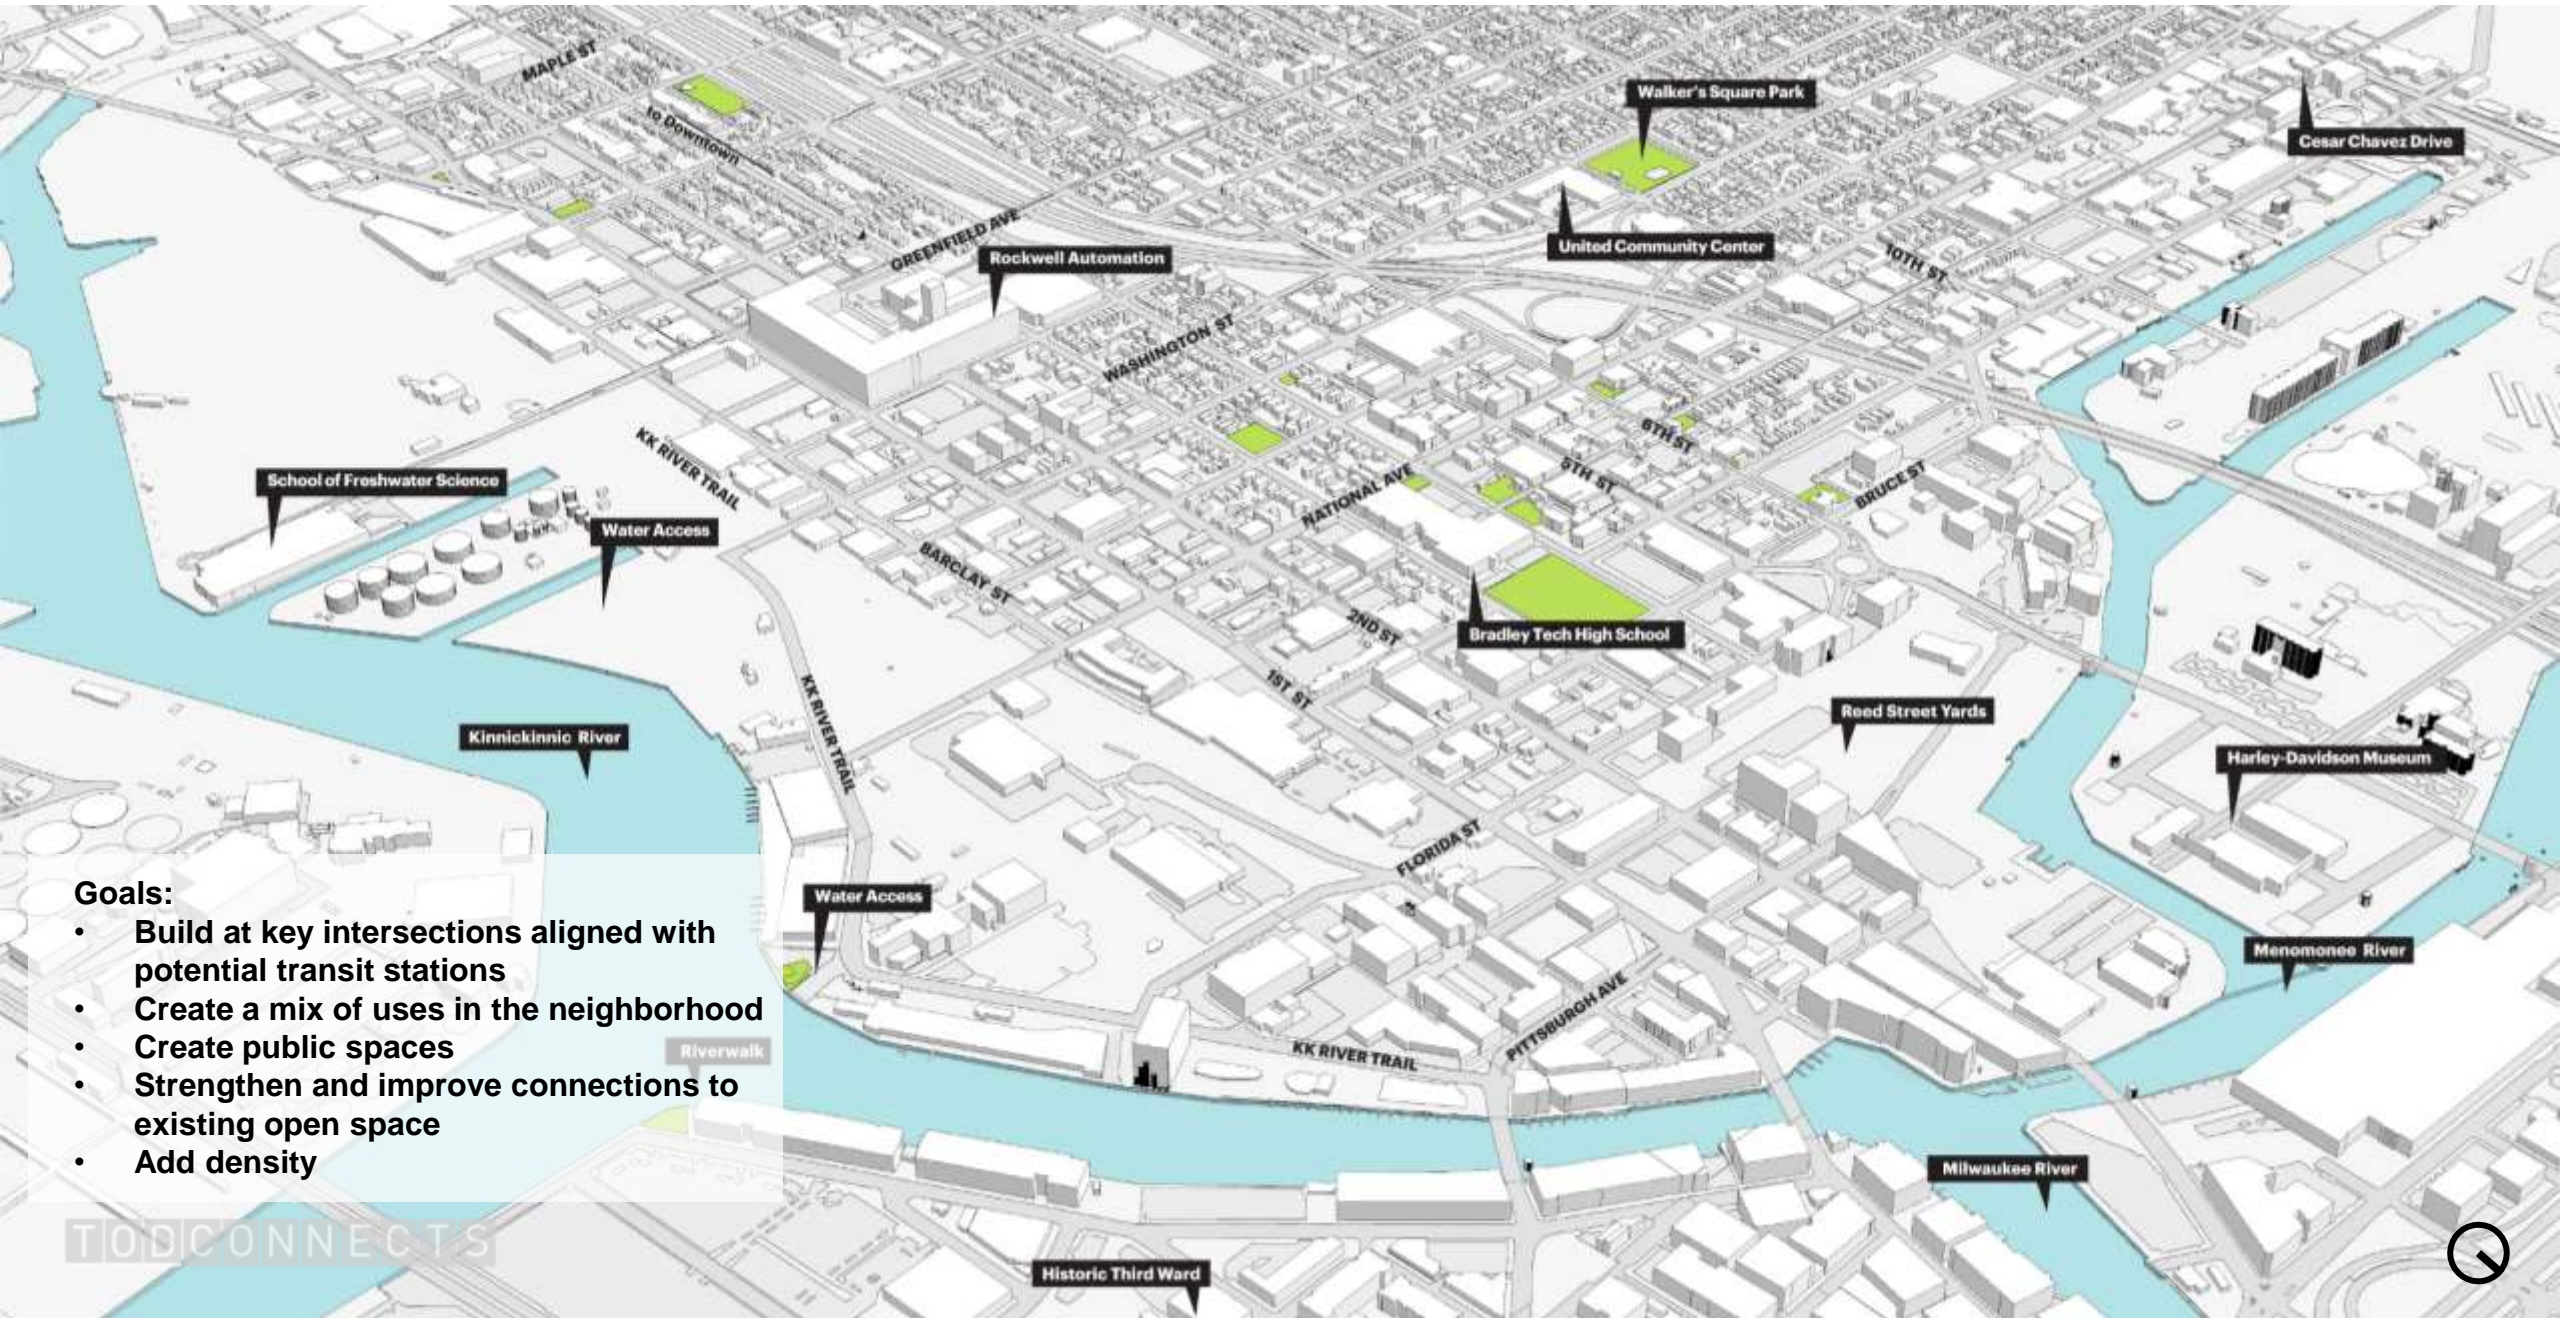 MAPLE ST
to Downtown
Walker's Square Park
Cesar Chavez Drive
GREENFIELD AVE
Rockwell Automation
United Community Center
10TH ST
WASHINGTON ST
KK RIVER TRAIL
School of Freshwater Science
Water Access
NATIONAL AVE
6TH ST
5TH ST
BRUCE ST
BARCLAY ST
2ND ST
Bradley Tech High School
1ST ST
KK RIVER TRAIL
Reed Street Yards
Kinnickinnic River
Harley-Davidson Museum
FLORIDA ST
Water Access
Menomonee River
Goals:
• Build at key intersections aligned with
potential transit stations
• Create a mix of uses in the neighborhood
• Create public spaces
• Strengthen and improve connections to
existing open space
• Add density
Riverwalk
KK RIVER TRAIL
PITTSBURGH AVE
Milwaukee River
TODCONNECTS
Historic Third Ward